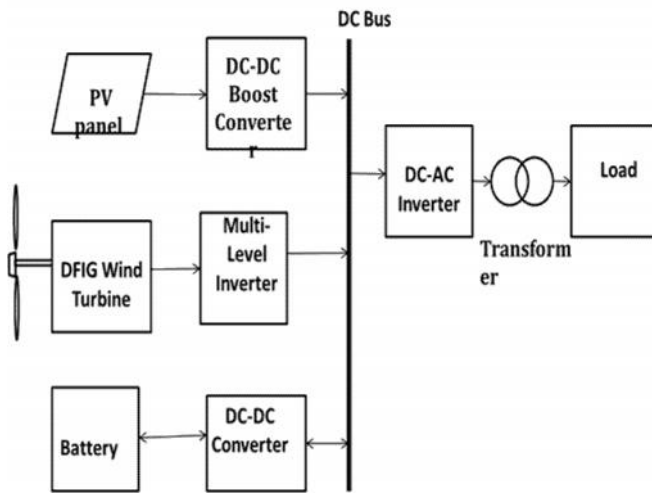 DC Bus
PV
panel
DC-DC
Boost
Converte
r
DC-AC
Inverter
Load
Transform
er
DFIG Wind
Turbine
Multi-
Level
Inverter
Battery
DC-DC
Converter